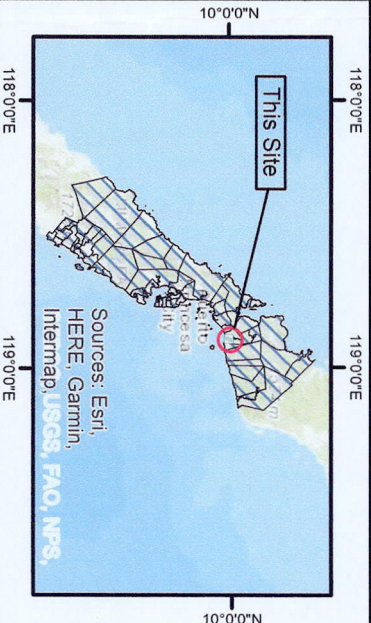 118°0'0"E
119°0'0"E
10°0'0"N
This Site
10°0'0"N
Sources: Esri,
HERE, Garmin,
Intermap, USGS, FAO, NPS,
118°0'0"E
119°0'0"E